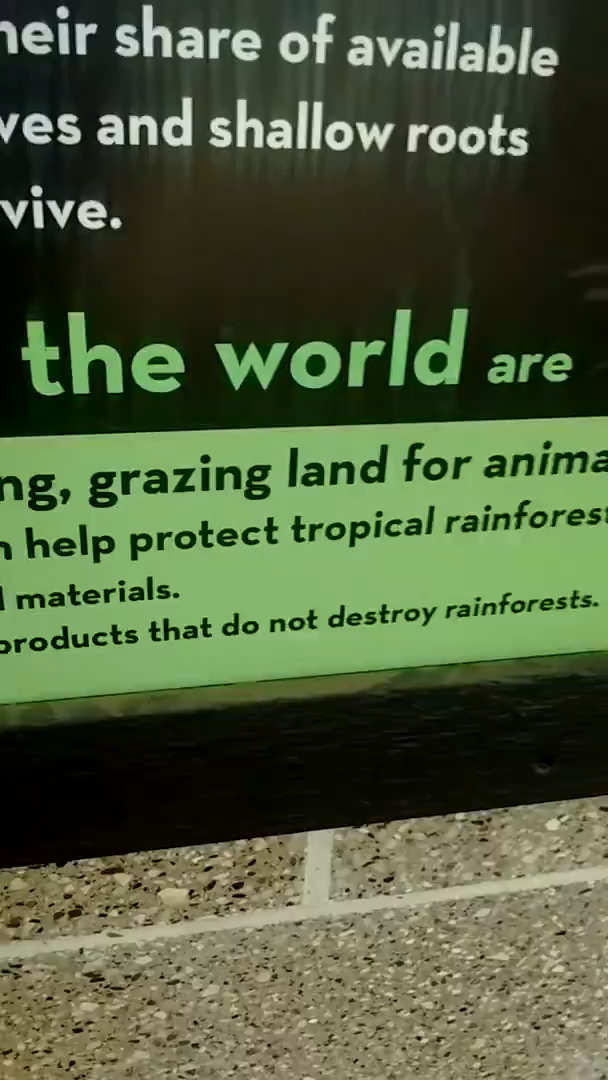 heir share of available
ves and shallow roots
vive.
the world are
ng, grazing land for anima
help protect tropical rainforest
materials.
products that do not destroy rainforests.